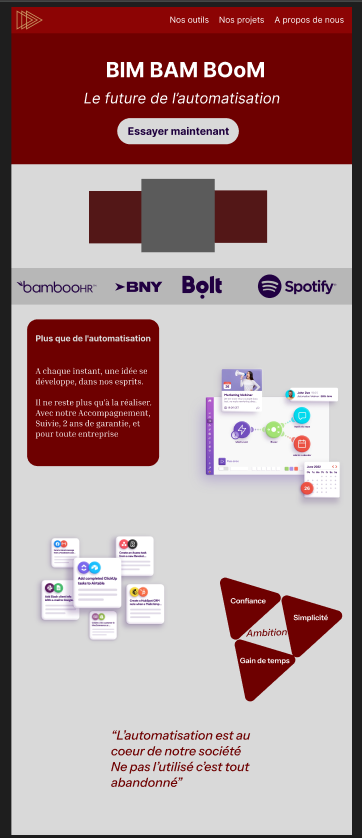 Nos outils Nos projets A propos de nous
BIM BAM BOoM
Le future de l'automatisation
Essayer maintenant
bambooHR
BNY
Bolt
Spotify
Plus que de l'automatisation
A chaque instant, une idée se
développe, dans nos esprits.
Il ne reste plus qu'à la réaliser.
Avec notre Accompagnement,
Suivie, 2 ans de garantie, et
pour toute entreprise
Marketing Webinar
John Doe
June 2022
26
Add completed ClickUp
tasks to Airtable
Confiance
Simplicité
Ambition
Gain de temps
“L'automatisation est au
coeur de notre société
Ne pas l'utilisé c'est tout
abandonné”